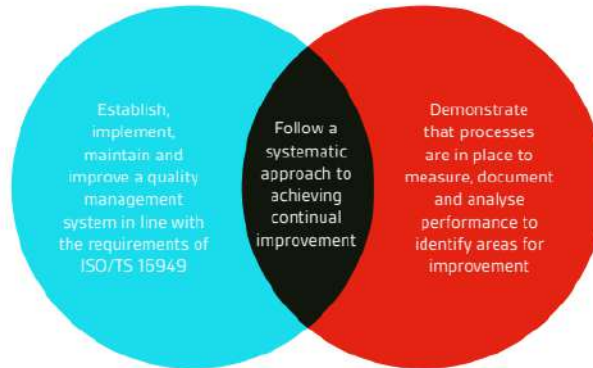 Establish,
implement,
maintain and
improve a quality
management
system in line with
the requirements of
ISO/TS 16949
Follow a
systematic
approach to
achieving
continual
improvement
Demonstrate
that processes
are in place to
measure, document
and analyse
performance to
identify areas for
improvement